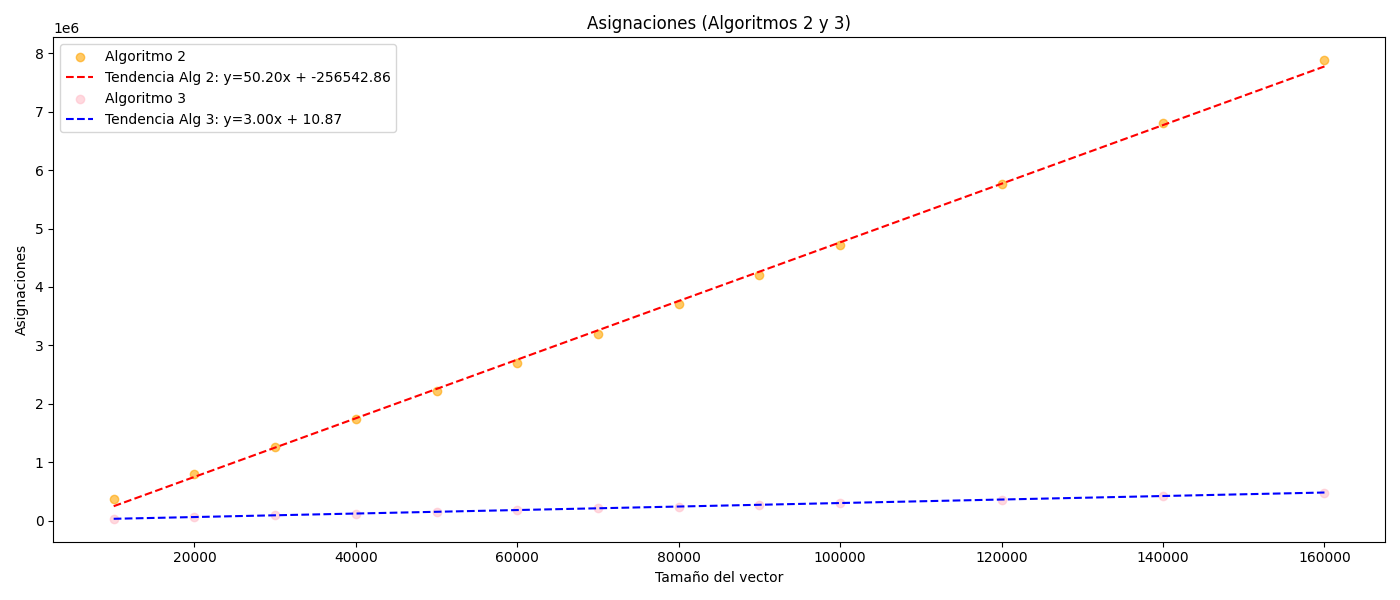 Asignaciones (Algoritmos 2 y 3)
1e6
Algoritmo 2
Tendencia Alg 2: y=50.20x + -256542.86
Algoritmo 3
Tendencia Alg 3: y=3.00x + 10.87
8
7
6
5
4
3
2
1
0
Asignaciones
20000 40000 60000 80000 100000 120000 140000 160000
Tamaño del vector